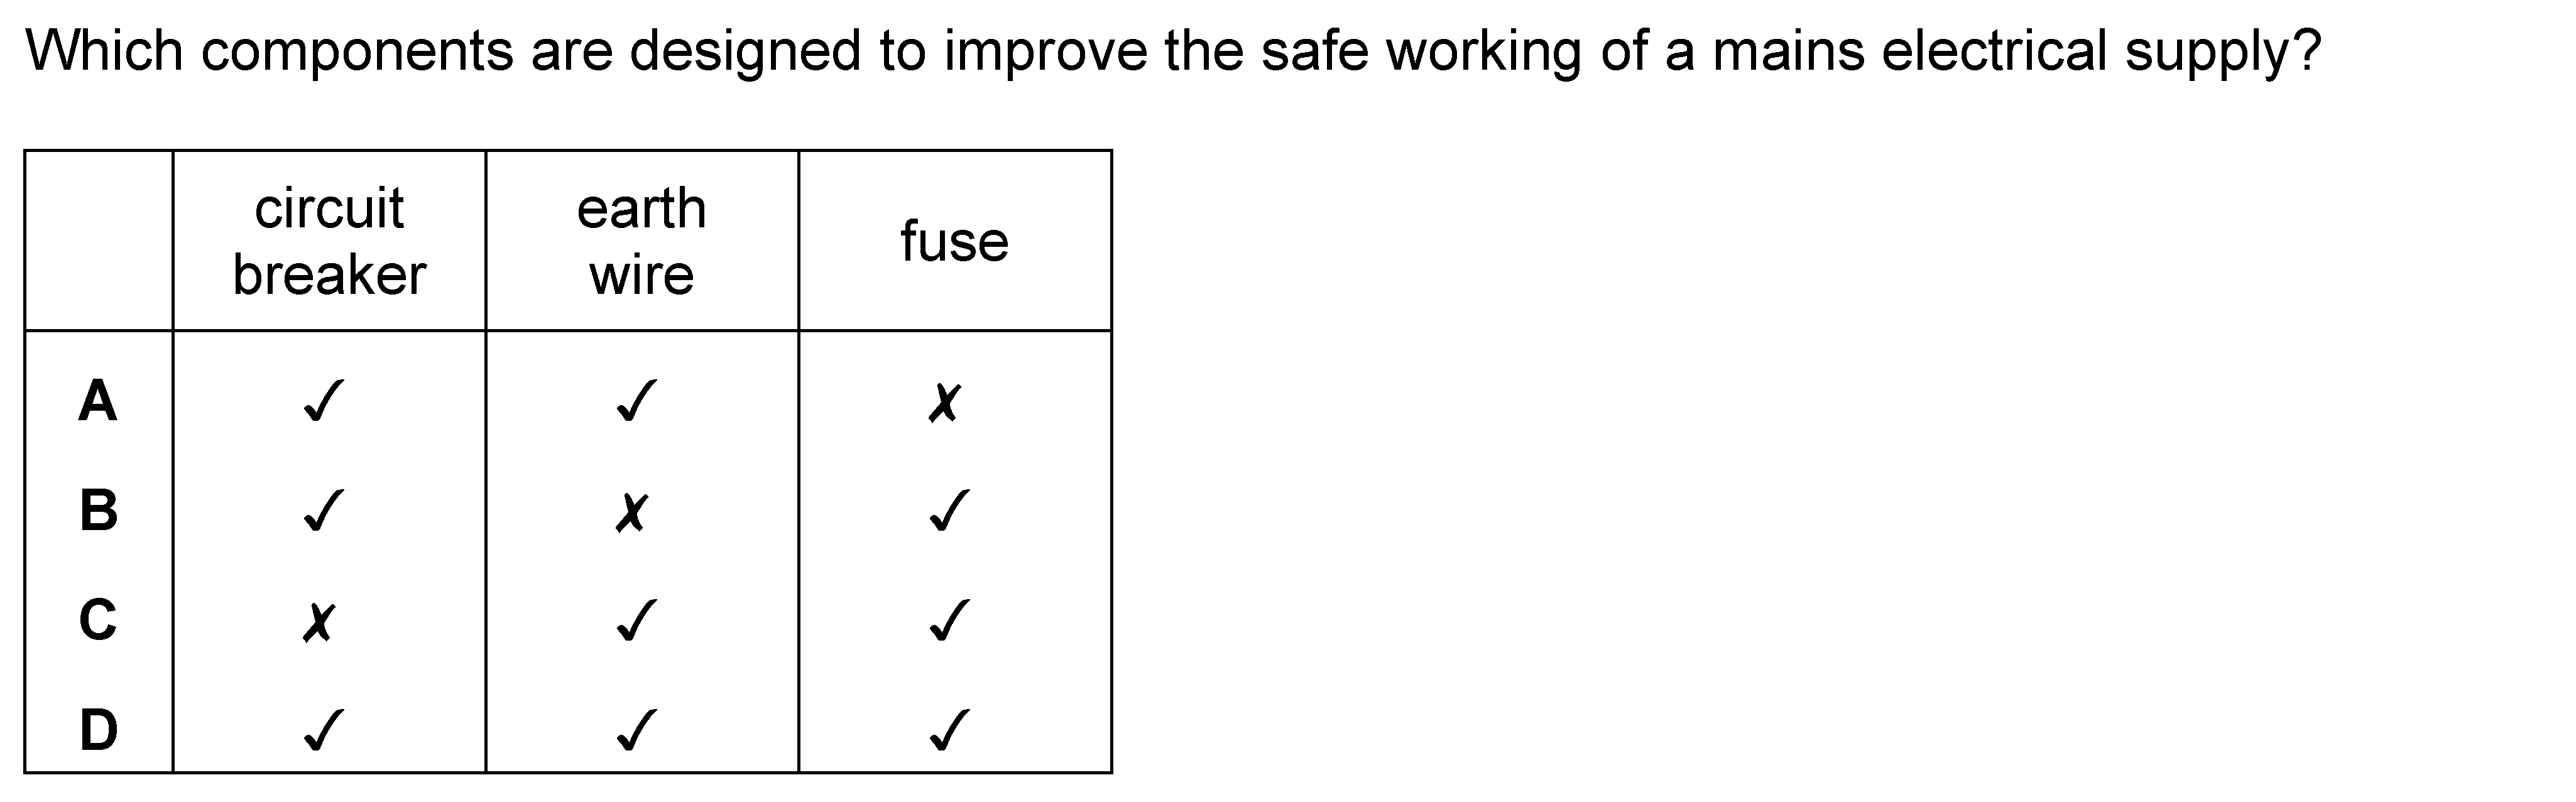 Which components are designed to improve the safe working of a mains electrical supply?
circuit breaker earth wire fuse
A ✓ ✓ ✗
B ✓ ✗ ✓
C ✗ ✓ ✓
D ✓ ✓ ✓